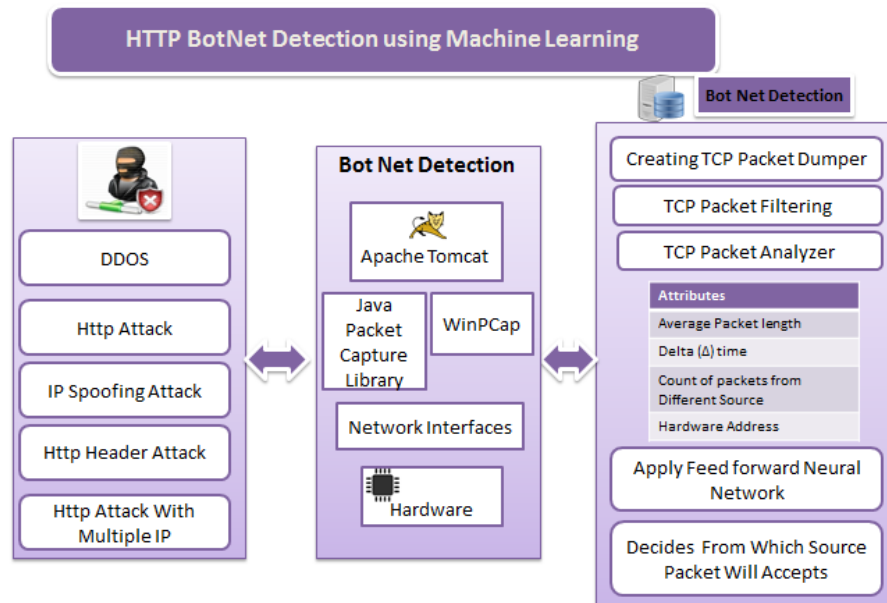 HTTP BotNet Detection using Machine Learning
DDOS
Http Attack
IP Spoofing Attack
Http Header Attack
Http Attack With
Multiple IP
Bot Net Detection
Apache Tomcat
Java
Packet
Capture
Library
WinPCap
Network Interfaces
Hardware
Bot Net Detection
Creating TCP Packet Dumper
TCP Packet Filtering
TCP Packet Analyzer
Attributes
Average Packet length
Delta (Δ) time
Count of packets from
Different Source
Hardware Address
Apply Feed forward Neural
Network
Decides From Which Source
Packet Will Accepts